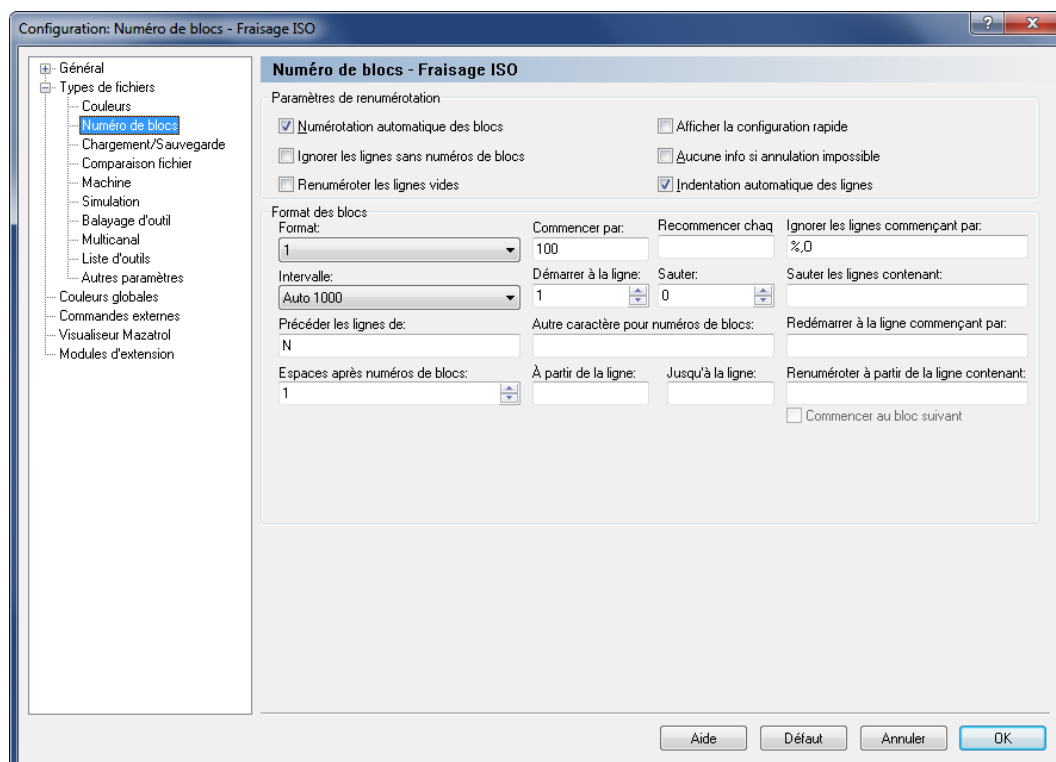 Configuration: Numéro de blocs - Fraisage ISO
Général
Types de fichiers
Couleurs
Numéro de blocs
Chargement/Sauvegarde
Comparaison fichier
Machine
Simulation
Balayage d'outil
Multicanal
Liste d'outils
Autres paramètres
Couleurs globales
Commandes externes
Visualiseur Mazatrol
Modules d'extension
Numéro de blocs - Fraisage ISO
Paramètres de renumérotation
Numérotation automatique des blocs
Afficher la configuration rapide
Ignorer les lignes sans numéros de blocs
Aucune info si annulation impossible
Renuméroter les lignes vides
Indentation automatique des lignes
Format des blocs
Format: Commencer par: Recommencer chaq Ignorer les lignes commençant par:
1 100 %,O
Intervalle: Démarrer à la ligne: Sauter: Sauter les lignes contenant:
Auto 1000 1 0
Précéder les lignes de: Autre caractère pour numéros de blocs: Redémarrer à la ligne commençant par:
N
Espaces après numéros de blocs: À partir de la ligne: Jusqu'à la ligne: Renuméroter à partir de la ligne contenant:
1
Commencer au bloc suivant
Aide Défaut Annuler OK